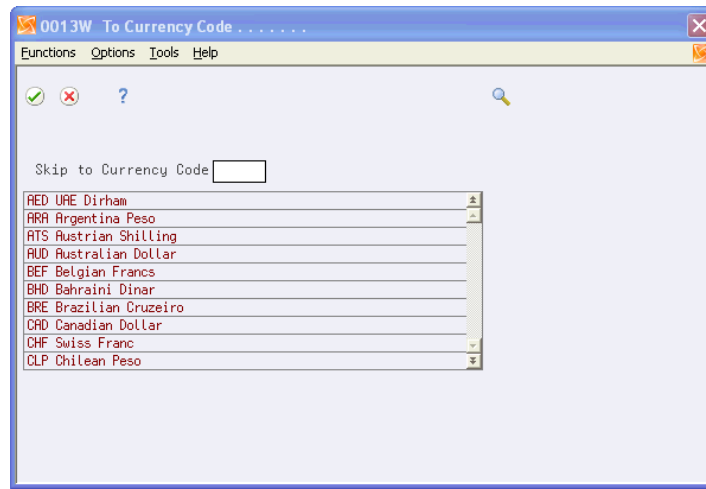 0013W To Currency Code . . . . . . .
Functions Options Tools Help
?
Skip to Currency Code
AED UAE Dirham
ARA Argentina Peso
ATS Austrian Shilling
AUD Australian Dollar
BEF Belgian Francs
BHD Bahraini Dinar
BRE Brazilian Cruzeiro
CAD Canadian Dollar
CHF Swiss Franc
CLP Chilean Peso